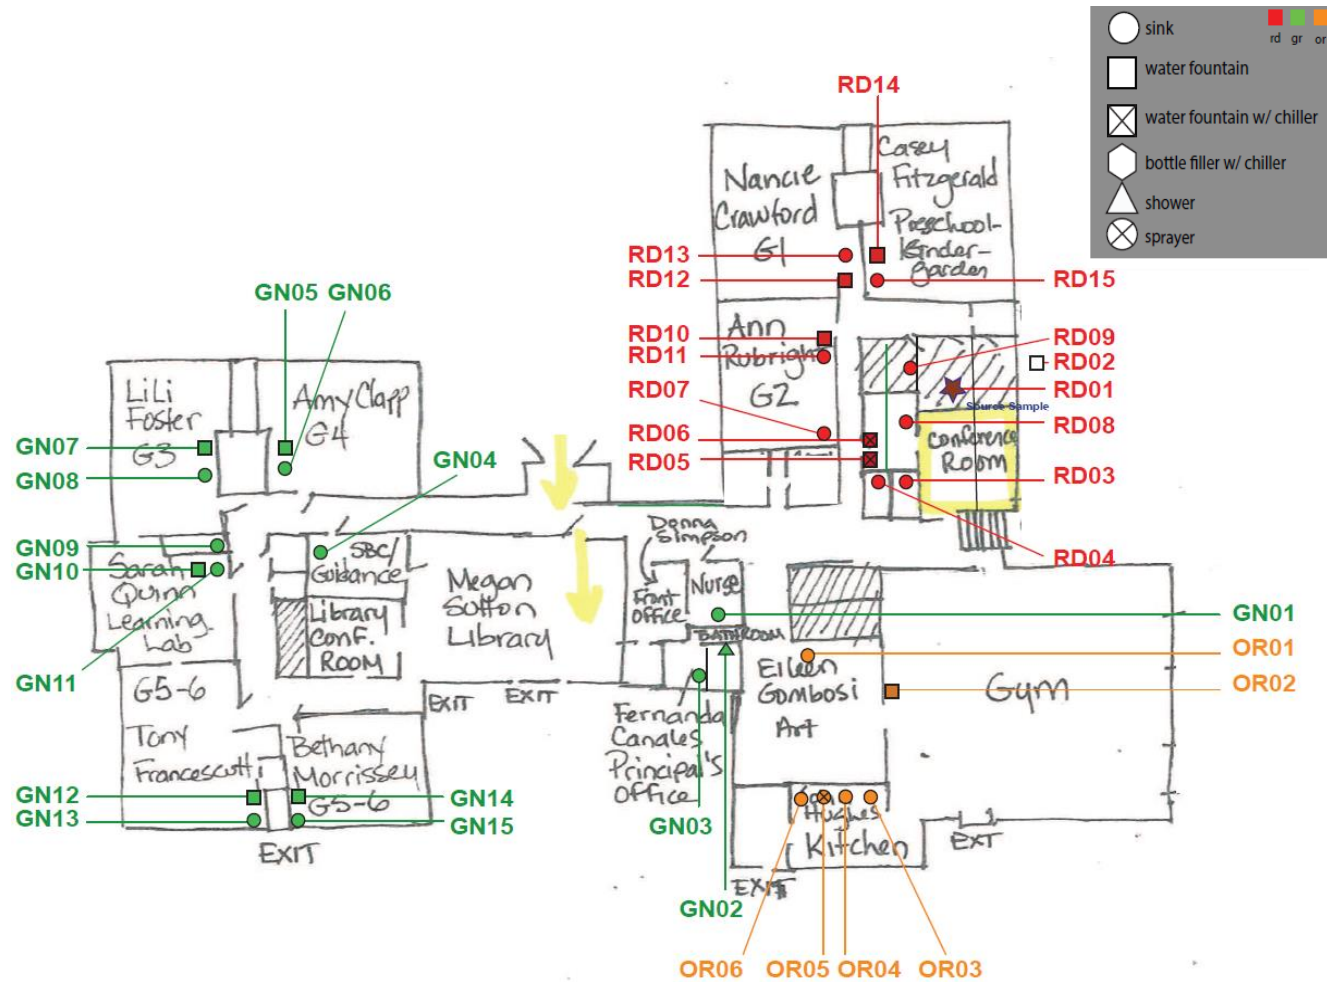 sink
rd gr or
water fountain
water fountain w/ chiller
bottle filler w/ chiller
shower
sprayer
RD14
Nancie
Crawford
G1
Casey
Fitzgerald
Preschool-
Kinder-
garden
RD13
RD12
RD15
RD10
RD11
Ann
Rubright
G2
RD07
RD06
RD05
RD09
RD02
RD01
Source Sample
RD08
Conference
ROOM
RD03
RD04
GN05 GN06
LiLi
Foster
G3
Amy Clapp
G4
GN07
GN08
GN04
GN09
GN10
Sarah
Quinn
Learning
Lab
GN11
SBC/
Guidance
Library
Conf.
ROOM
Megan
Sutton
Library
Donna
Simpson
Front
Office
Nurse
BATHROOM
GN01
OR01
OR02
Eileen
Gombosi
Art
Gym
G5-6
Tony
Francescutti
Bethany
Morrissey
G5-6
EXIT
EXIT
Fernanda
Canales
Principal's
Office
GN12
GN13
GN14
GN15
EXIT
GN03
Hughes
Kitchen
EXT
EXIT
GN02
OR06 OR05 OR04 OR03